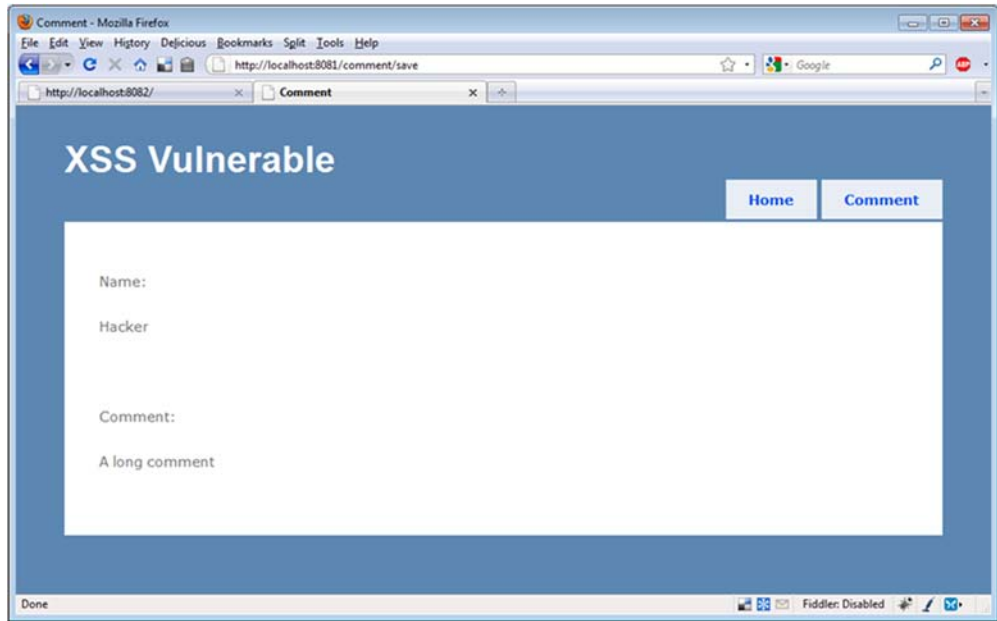 Comment - Mozilla Firefox
File Edit View History Delicious Bookmarks Split Tools Help
http://localhost:8081/comment/save
Google
ABP
http://localhost:8082/
Comment
XSS Vulnerable
Home Comment
Name:
Hacker
Comment:
A long comment
Done
Fiddler: Disabled